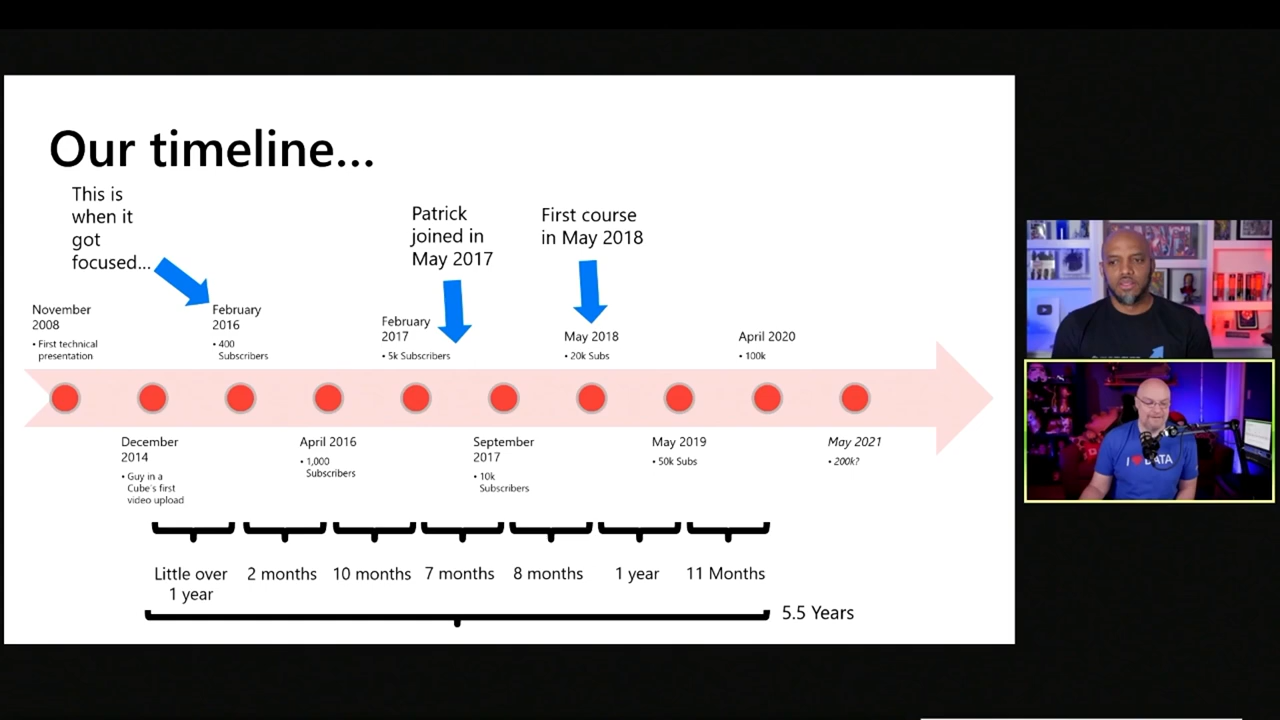 Our timeline...
This is
when it
got
focused...
Patrick
joined in
May 2017
First course
in May 2018
November
2008
• First technical
presentation
February
2016
• 400
Subscribers
February
2017
• 5k Subscribers
May 2018
• 20k Subs
April 2020
• 100k
December
2014
• Guy in a
Cube's first
video upload
April 2016
• 1,000
Subscribers
September
2017
• 10k
Subscribers
May 2019
• 50k Subs
May 2021
• 200k?
Little over
1 year
2 months
10 months
7 months
8 months
1 year
11 Months
5.5 Years
I ❤ DATA